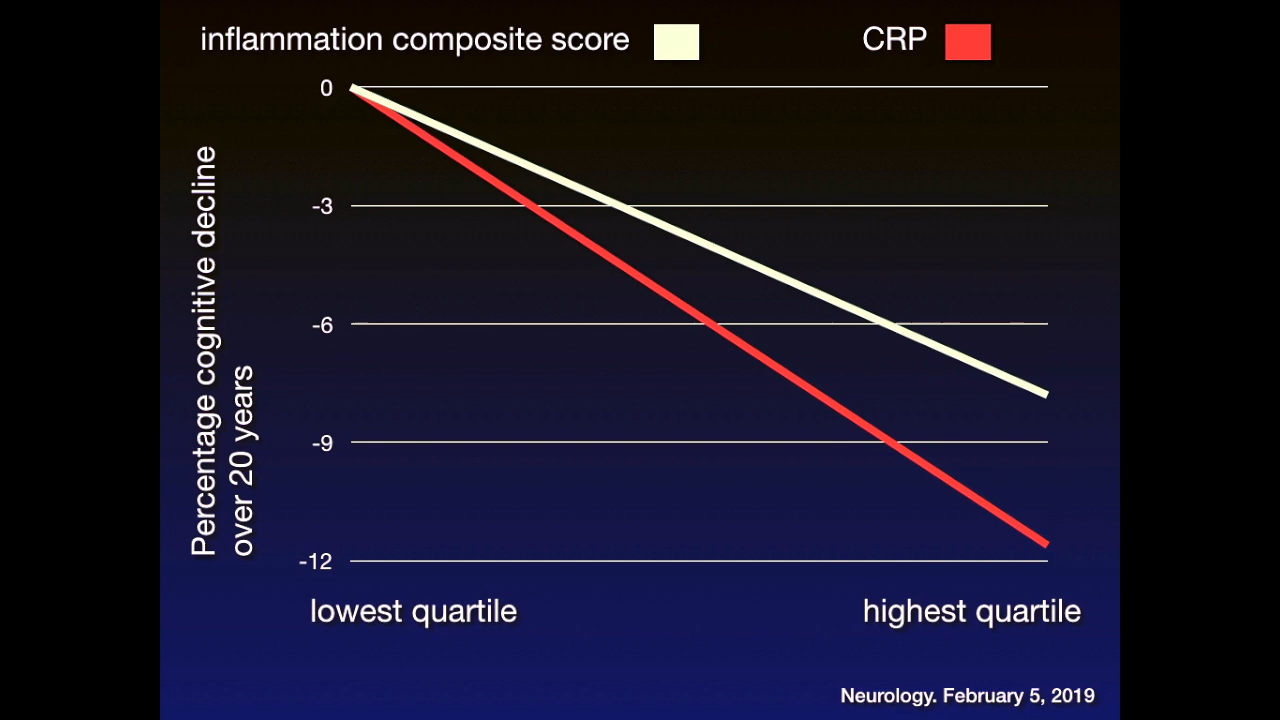 inflammation composite score
CRP
0
-3
-6
-9
-12
Percentage cognitive decline
over 20 years
lowest quartile
highest quartile
Neurology. February 5, 2019